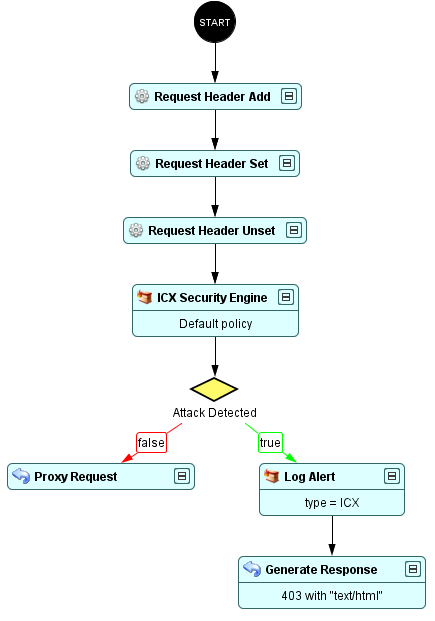 START
Request Header Add
Request Header Set
Request Header Unset
ICX Security Engine
Default policy
Attack Detected
false
true
Proxy Request
Log Alert
type = ICX
Generate Response
403 with "text/html"